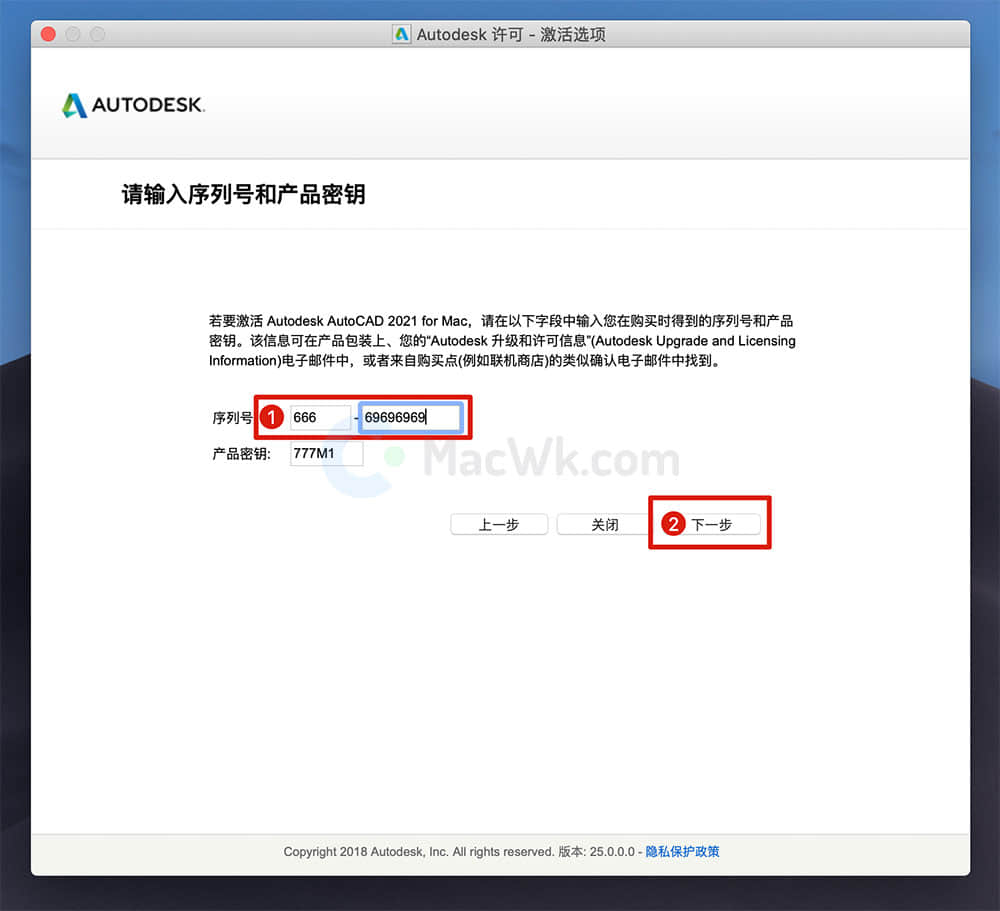 Autodesk 许可 - 激活选项
AUTODESK.
请输入序列号和产品密钥
若要激活 Autodesk AutoCAD 2021 for Mac，请在以下字段中输入您在购买时得到的序列号和产品
密钥。该信息可在产品包装上、您的“Autodesk 升级和许可信息”(Autodesk Upgrade and Licensing
Information)电子邮件中，或者来自购买点(例如联机商店)的类似确认电子邮件中找到。
序列号 1 666 - 69696969
产品密钥: 777M1
MacWk.com
上一步 关闭 2 下一步
Copyright 2018 Autodesk, Inc. All rights reserved. 版本: 25.0.0.0 - 隐私保护政策